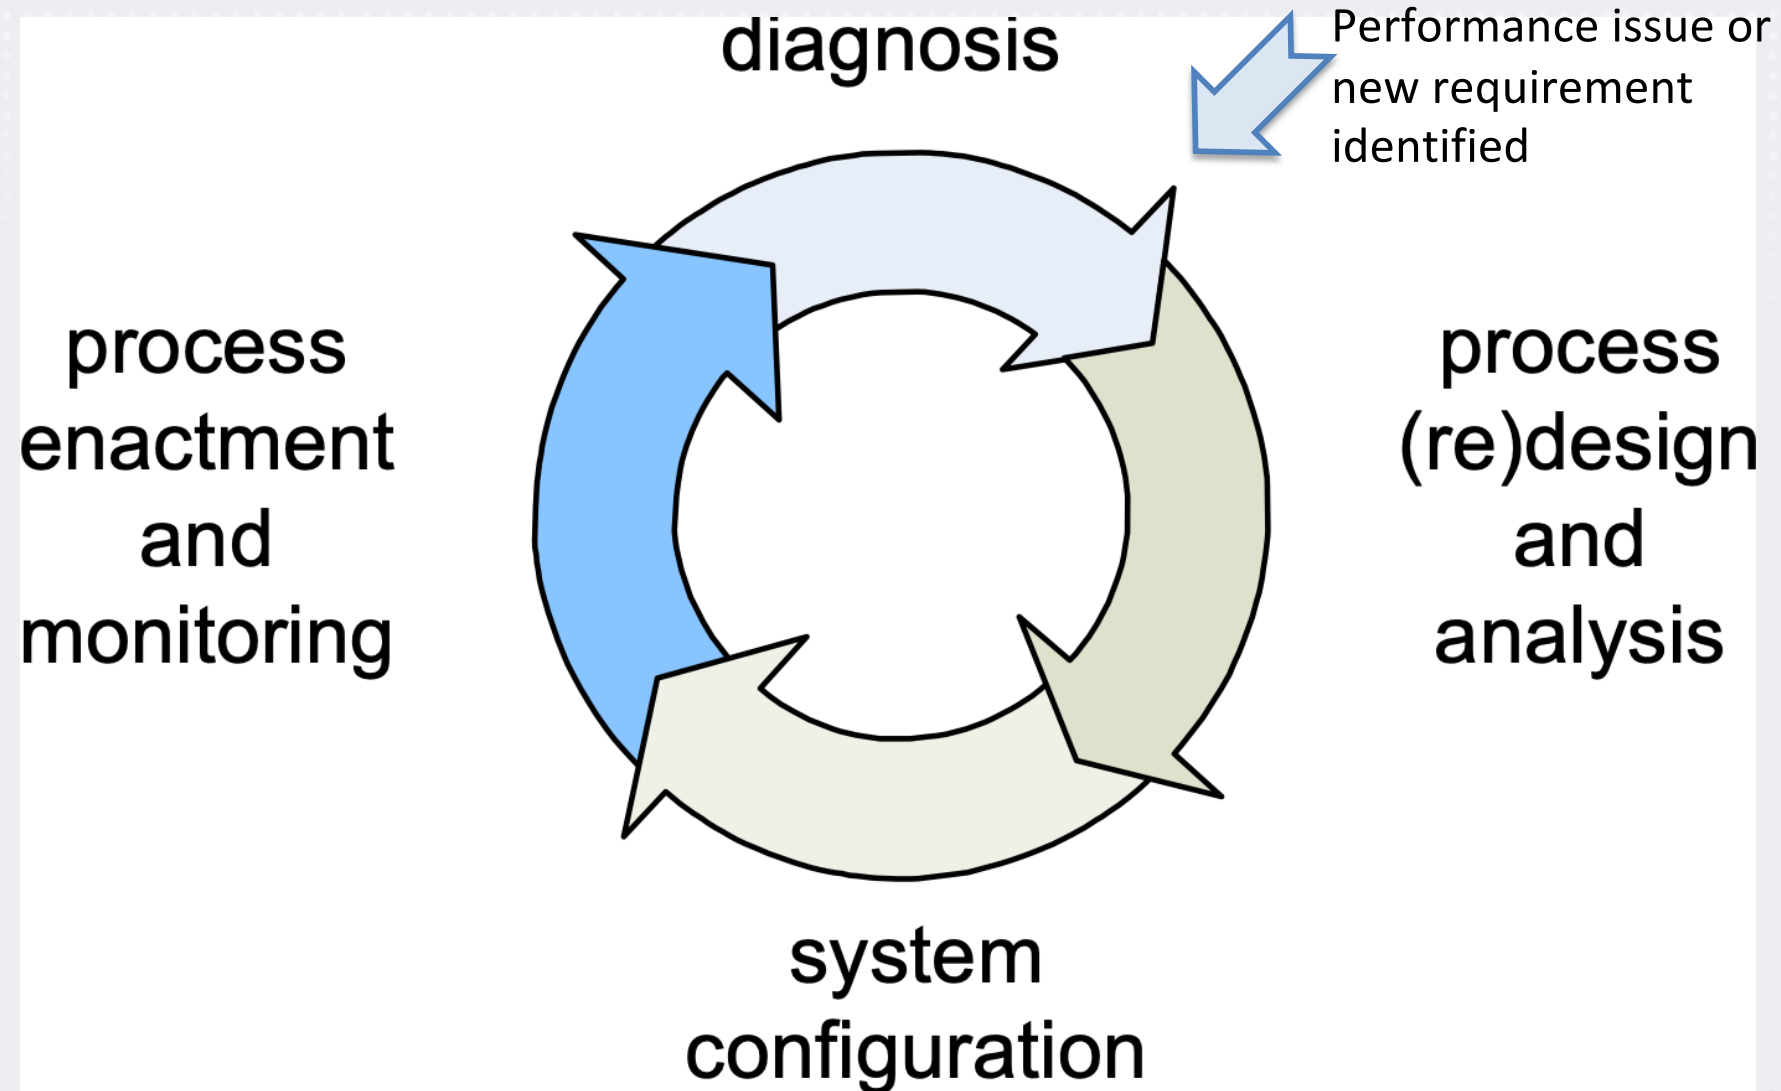 diagnosis
Performance issue or
new requirement
identified
process
enactment
and
monitoring
process
(re)design
and
analysis
system
configuration